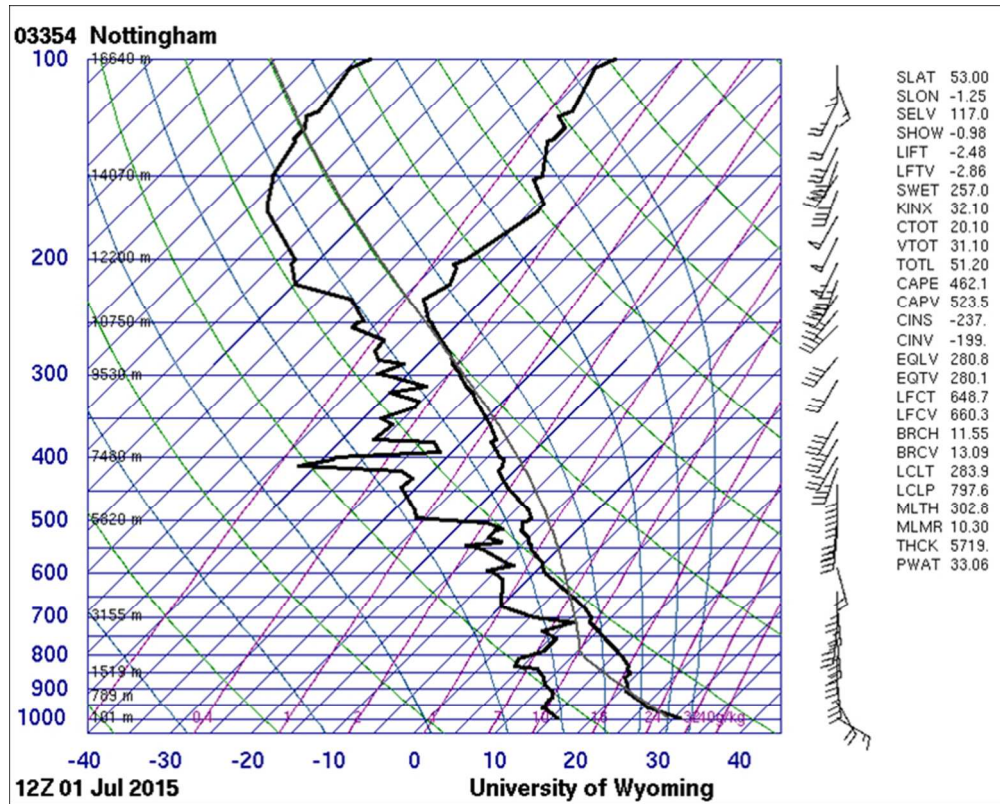 03354 Nottingham
100 16640 m
14070 m
200 12200 m
10750 m
300 9530 m
400 7480 m
500 5620 m
600
700 3155 m
800
1519 m
900 789 m
1000 101 m
0.4 1 2 4 7 10 16 24 32 40g/kg
-40 -30 -20 -10 0 10 20 30 40
12Z 01 Jul 2015 University of Wyoming
SLAT 53.00
SLON -1.25
SELV 117.0
SHOW -0.98
LIFT -2.48
LFTV -2.86
SWET 257.0
KINX 32.10
CTOT 20.10
VTOT 31.10
TOTL 51.20
CAPE 462.1
CAPV 523.5
CINS -237.
CINV -199.
EQLV 280.8
EQTV 280.1
LFCT 648.7
LFCV 660.3
BRCH 11.55
BRCV 13.09
LCLT 283.9
LCLP 797.6
MLTH 302.8
MLMR 10.30
THCK 5719.
PWAT 33.06